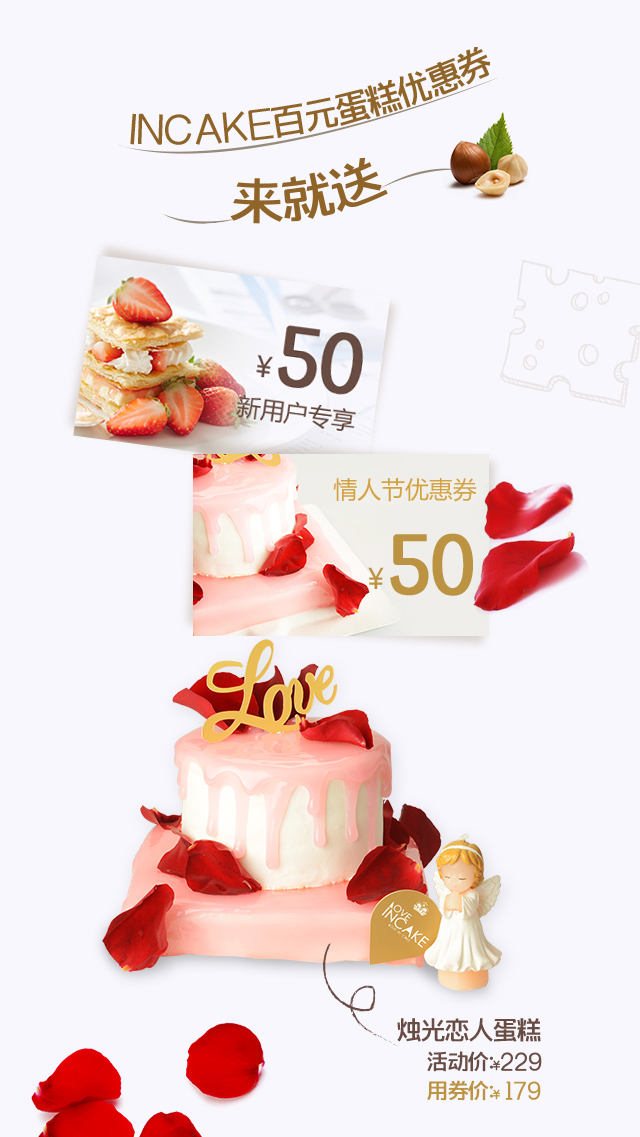 INCAKE百元蛋糕优惠券
来就送
¥50
新用户专享
情人节优惠券
¥50
Love
LOVE
INCAKE
烛光恋人蛋糕
活动价:¥229
用券价:¥179